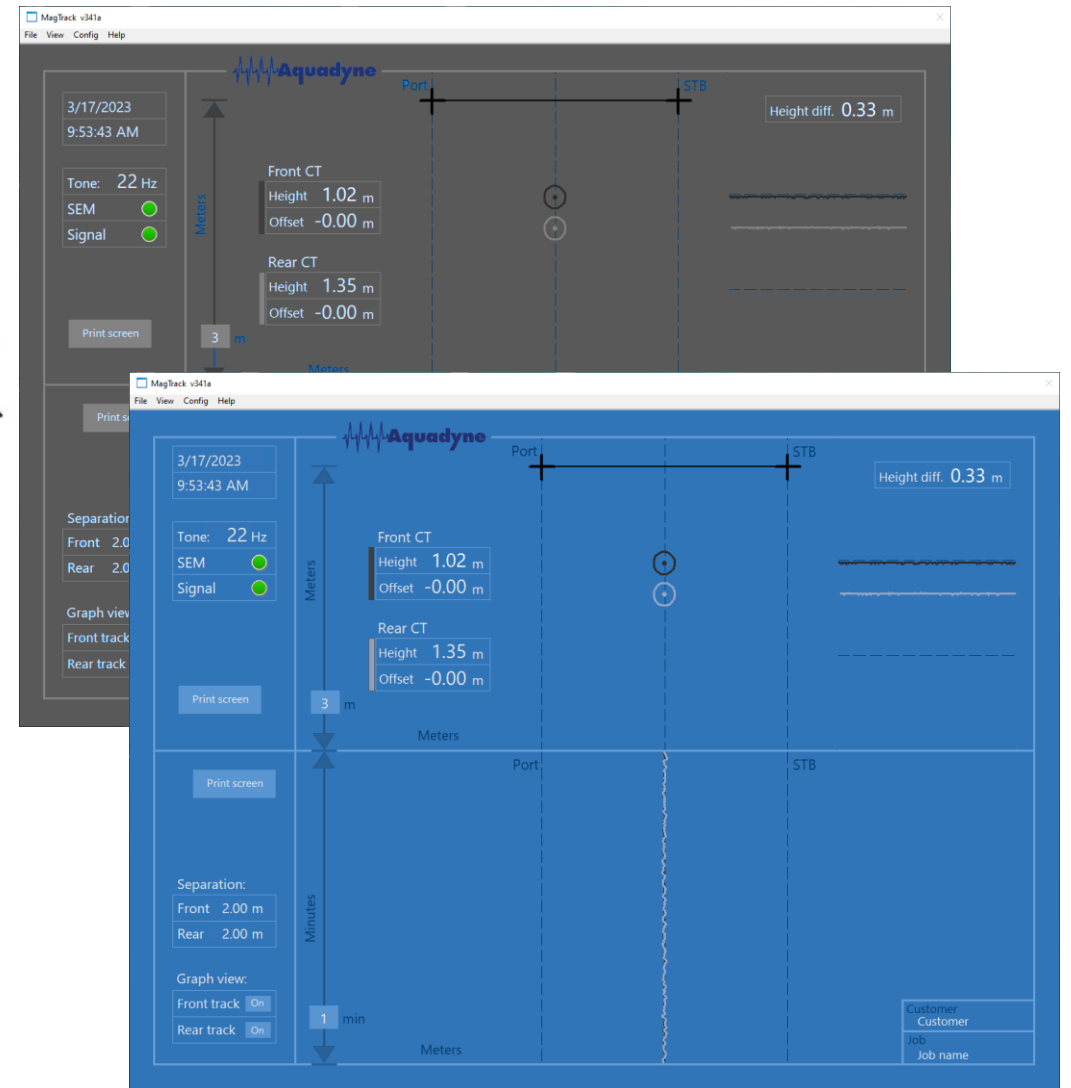 MagTrack v341a
File View Config Help
Aquadyne
Port STB
3/17/2023
9:53:43 AM
Height diff. 0.33 m
Tone: 22 Hz
SEM
Signal
Meters
Front CT
Height 1.02 m
Offset -0.00 m
Rear CT
Height 1.35 m
Offset -0.00 m
Print screen
3 m
Meters
Print
Separation
Front 2.0
Rear 2.0
Graph view
Front track
Rear track
MagTrack v341a
File View Config Help
Aquadyne
Port STB
3/17/2023
9:53:43 AM
Height diff. 0.33 m
Tone: 22 Hz
SEM
Signal
Meters
Front CT
Height 1.02 m
Offset -0.00 m
Rear CT
Height 1.35 m
Offset -0.00 m
Print screen
3 m
Meters
Port STB
Print screen
Separation:
Front 2.00 m
Rear 2.00 m
Minutes
Graph view:
Front track On
Rear track On
1 min
Meters
Customer
Customer
Job
Job name